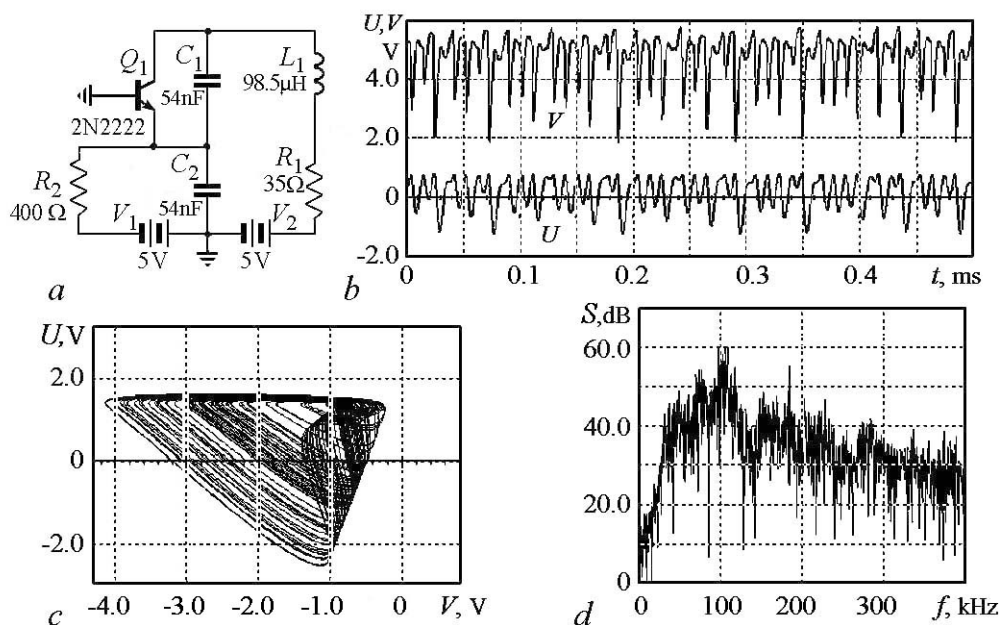 Q1
C1
54nF
L1
98.5µH
2N2222
C2
54nF
R2
400 Ω
R1
35Ω
V1
5V
V2
5V
a
U,V
V
4.0
2.0
0
-2.0
V
U
0
0.1
0.2
0.3
0.4
t, ms
b
U,V
2.0
0
-2.0
-4.0
-3.0
-2.0
-1.0
0
V, V
c
S,dB
60.0
40.0
20.0
0
0
100
200
300
f, kHz
d